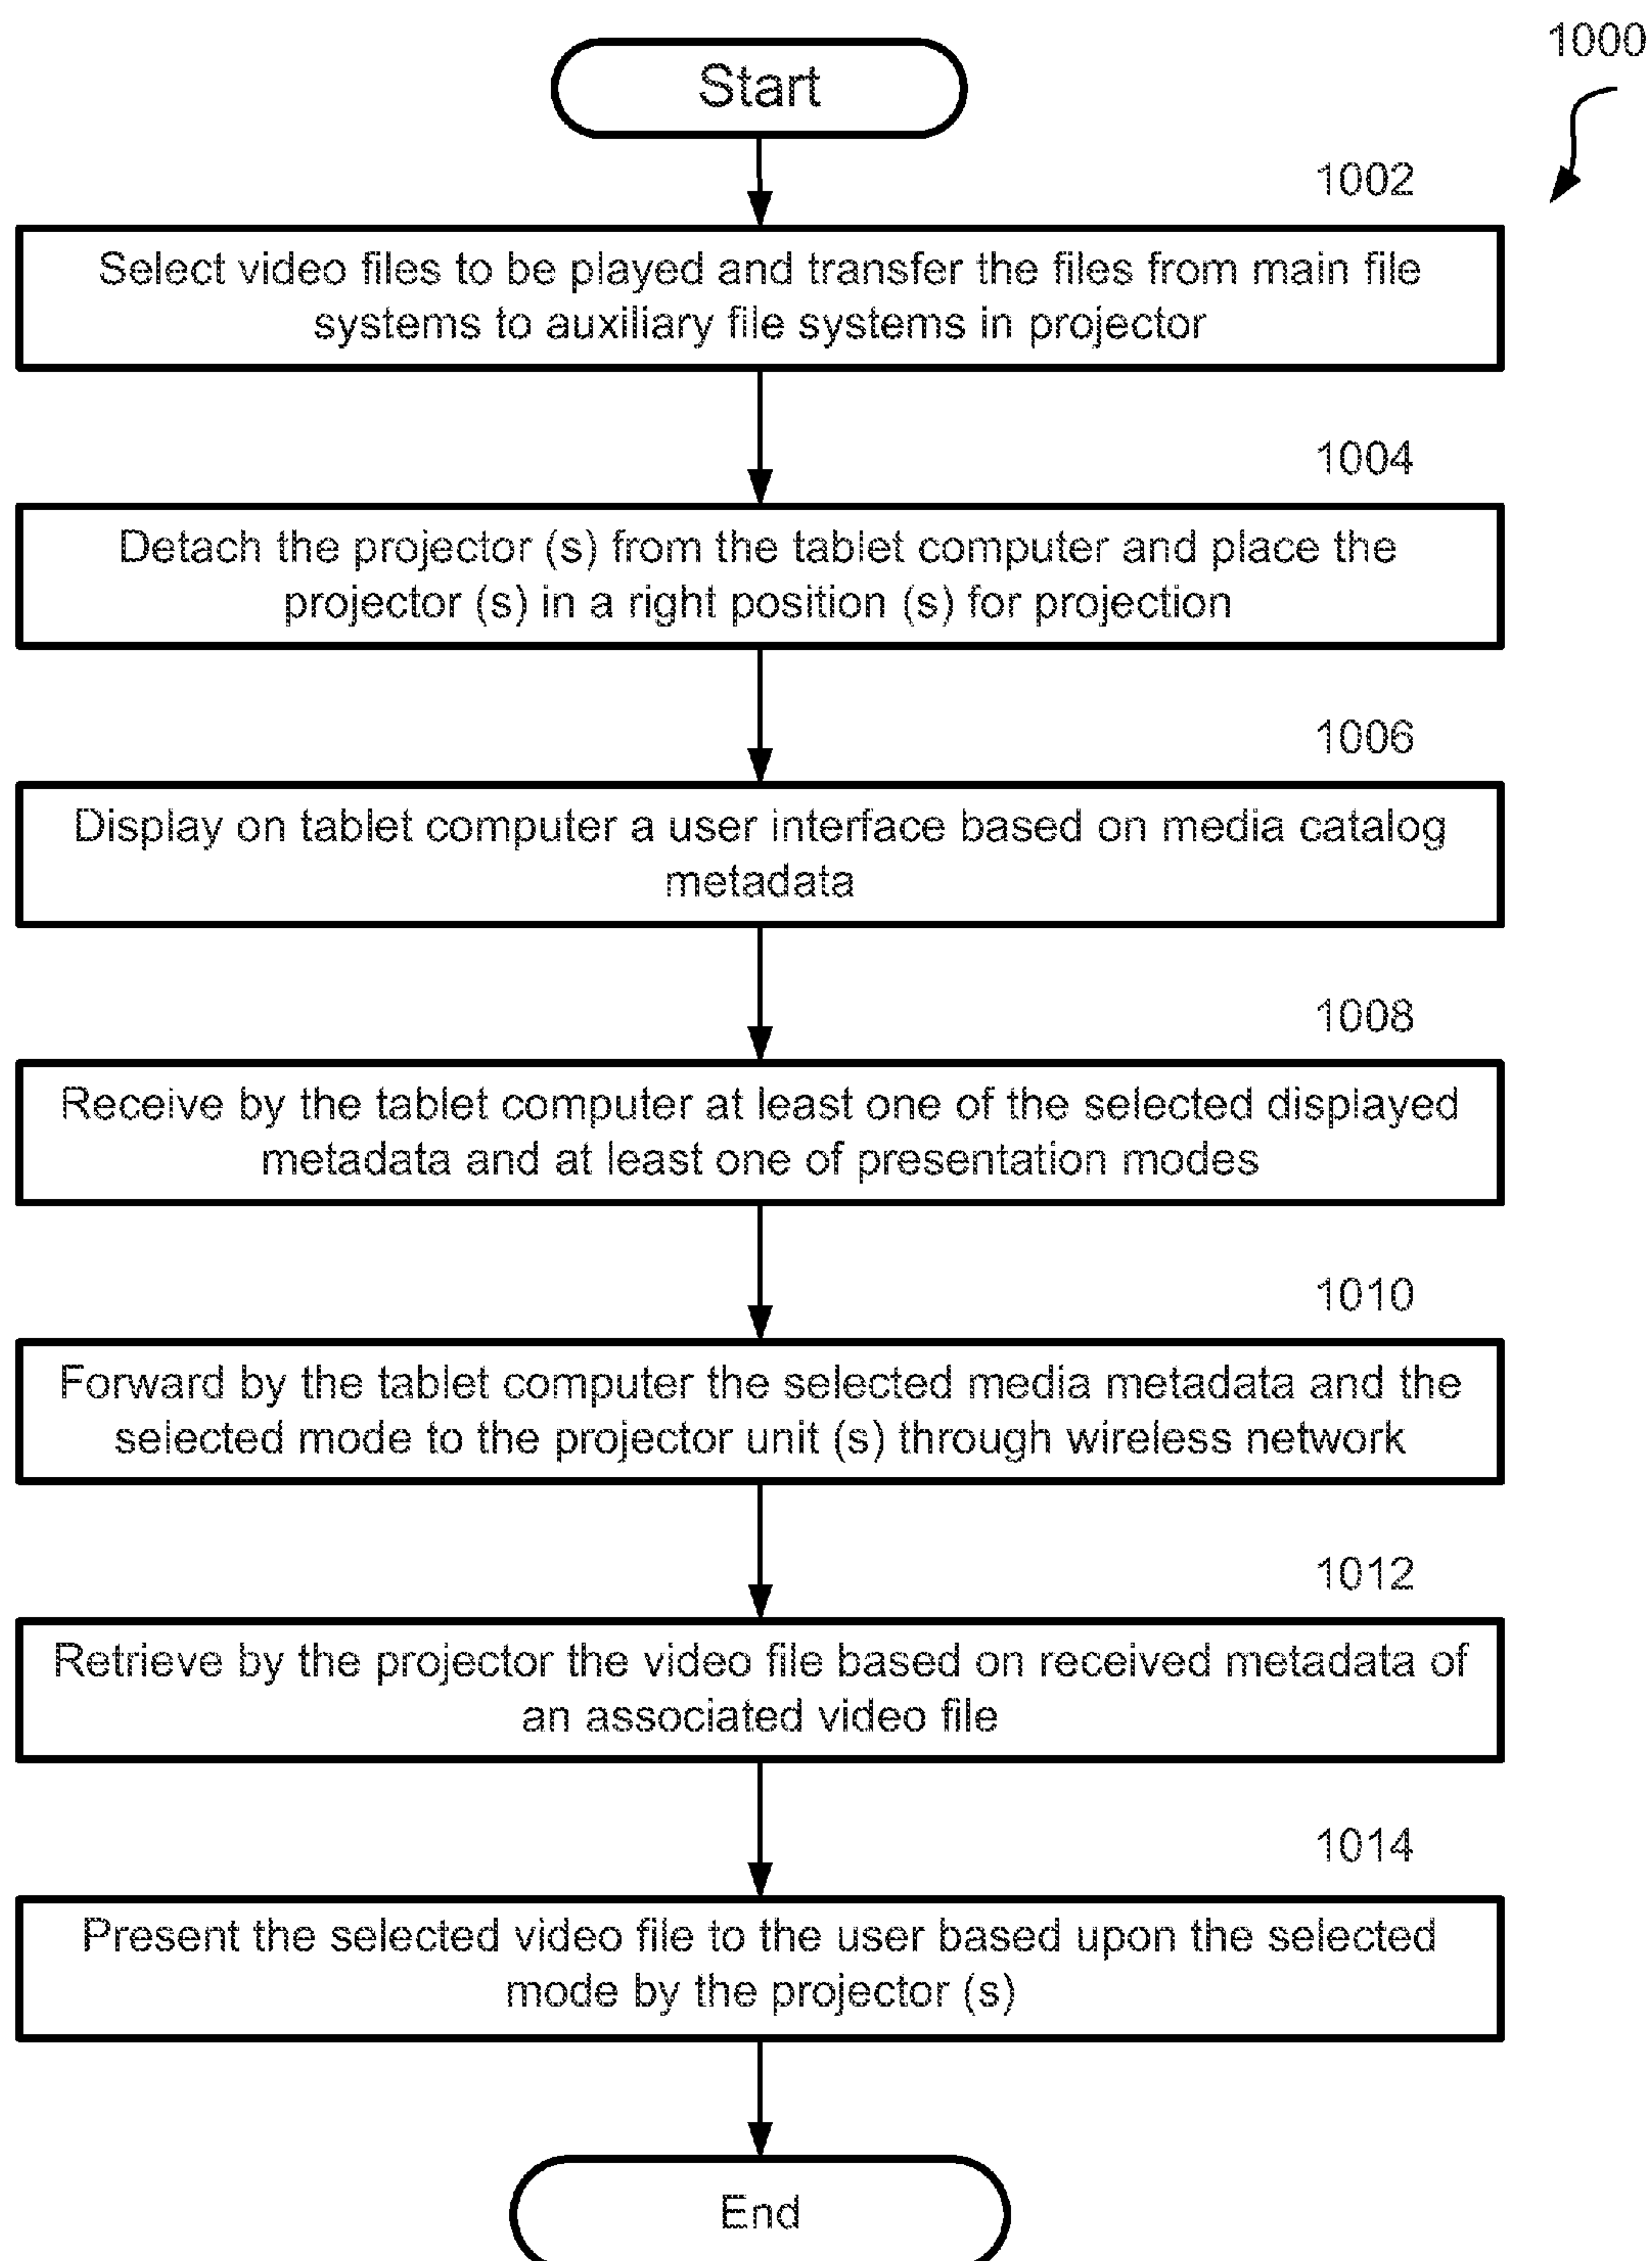 1000
Start
1002
Select video files to be played and transfer the files from main file
systems to auxiliary file systems in projector
1004
Detach the projector (s) from the tablet computer and place the
projector (s) in a right position (s) for projection
1006
Display on tablet computer a user interface based on media catalog
metadata
1008
Receive by the tablet computer at least one of the selected displayed
metadata and at least one of presentation modes
1010
Forward by the tablet computer the selected media metadata and the
selected mode to the projector unit (s) through wireless network
1012
Retrieve by the projector the video file based on received metadata of
an associated video file
1014
Present the selected video file to the user based upon the selected
mode by the projector (s)
End